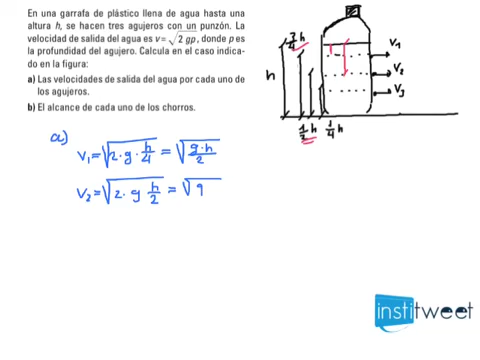 En una garrafa de plástico llena de agua hasta una
altura h, se hacen tres agujeros con un punzón. La
velocidad de salida del agua es v = √2 gp, donde p es
la profundidad del agujero. Calcula en el caso indica-
do en la figura:
a) Las velocidades de salida del agua por cada uno de
los agujeros.
b) El alcance de cada uno de los chorros.
a)
V₁=√2·g·h/4 = √g·h/2
V₂=√2·g h/2 = √g
3/4 h
h
1/2 h
1/4 h
V₁
V₂
V₃
institweet